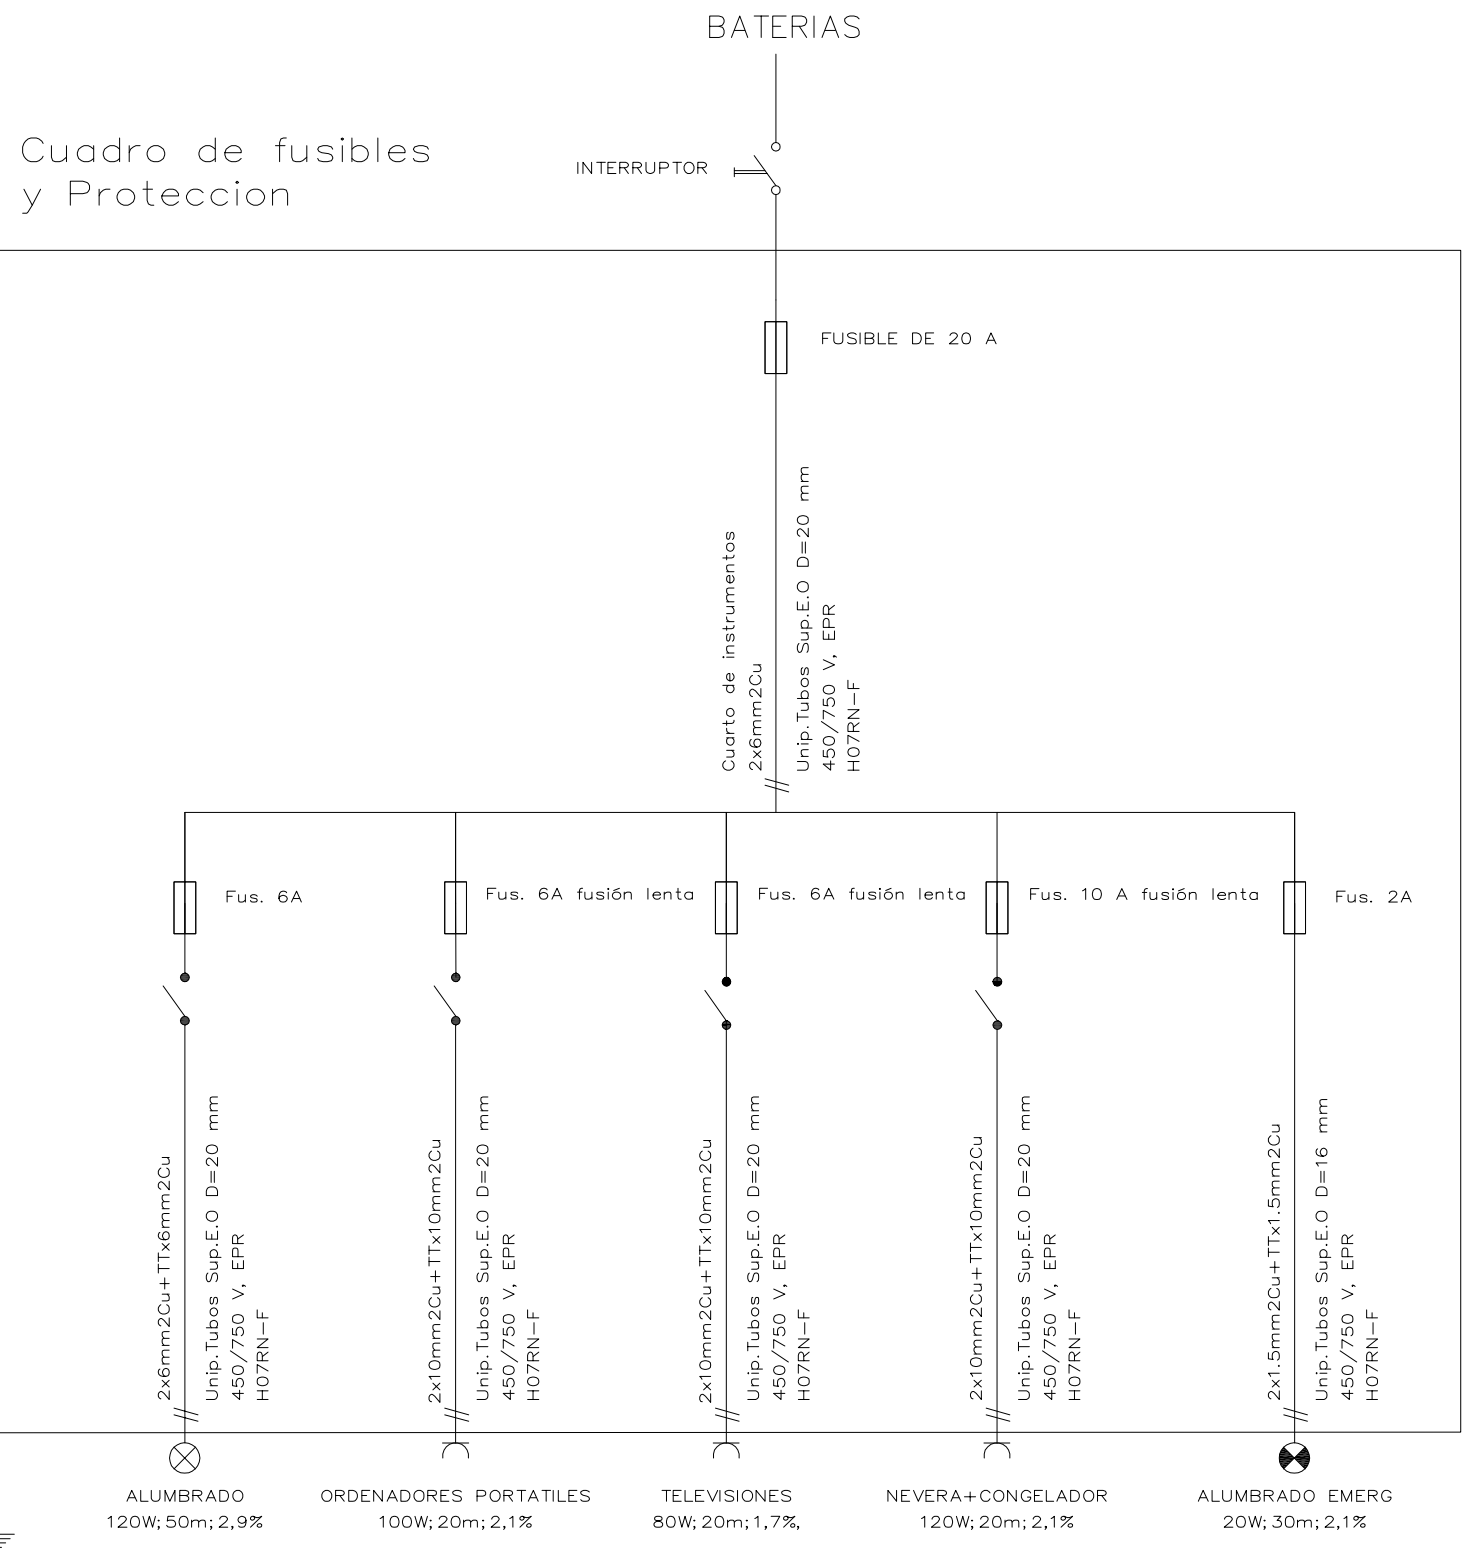 BATERIAS
Cuadro de fusibles
y Proteccion
INTERRUPTOR
FUSIBLE DE 20 A
Cuarto de instrumentos
2x6mm2Cu
Unip.Tubos Sup.E.O D=20 mm
450/750 V, EPR
H07RN-F
Fus. 6A
Fus. 6A fusión lenta
Fus. 6A fusión lenta
Fus. 10 A fusión lenta
Fus. 2A
2x6mm2Cu+TTx6mm2Cu
Unip.Tubos Sup.E.O D=20 mm
450/750 V, EPR
H07RN-F
2x10mm2Cu+TTx10mm2Cu
Unip.Tubos Sup.E.O D=20 mm
450/750 V, EPR
H07RN-F
2x10mm2Cu+TTx10mm2Cu
Unip.Tubos Sup.E.O D=20 mm
450/750 V, EPR
H07RN-F
2x10mm2Cu+TTx10mm2Cu
Unip.Tubos Sup.E.O D=20 mm
450/750 V, EPR
H07RN-F
2x1.5mm2Cu+TTx1.5mm2Cu
Unip.Tubos Sup.E.O D=16 mm
450/750 V, EPR
H07RN-F
ALUMBRADO
120W;50m;2,9%
ORDENADORES PORTATILES
100W;20m;2,1%
TELEVISIONES
80W;20m;1,7%,
NEVERA+CONGELADOR
120W;20m;2,1%
ALUMBRADO EMERG
20W;30m;2,1%